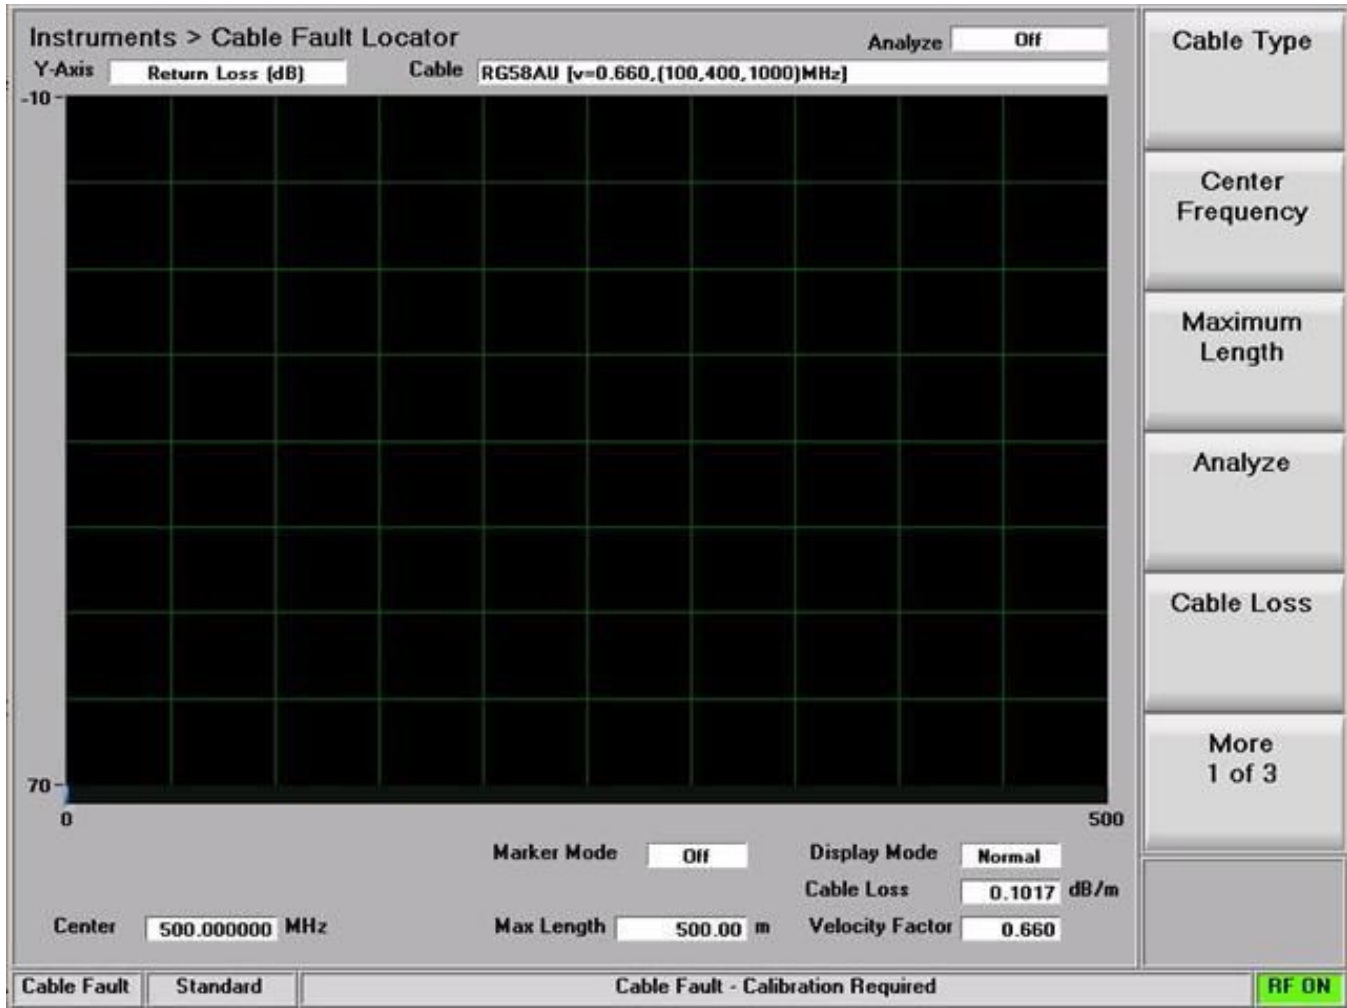 Instruments > Cable Fault Locator
Analyze Off
Y-Axis Return Loss (dB) Cable RG58AU [v=0.660,(100,400,1000)MHz]
-10
70
0 500
Marker Mode Off Display Mode Normal
Cable Loss 0.1017 dB/m
Center 500.000000 MHz Max Length 500.00 m Velocity Factor 0.660
Cable Fault Standard Cable Fault - Calibration Required RF ON
Cable Type
Center
Frequency
Maximum
Length
Analyze
Cable Loss
More
1 of 3